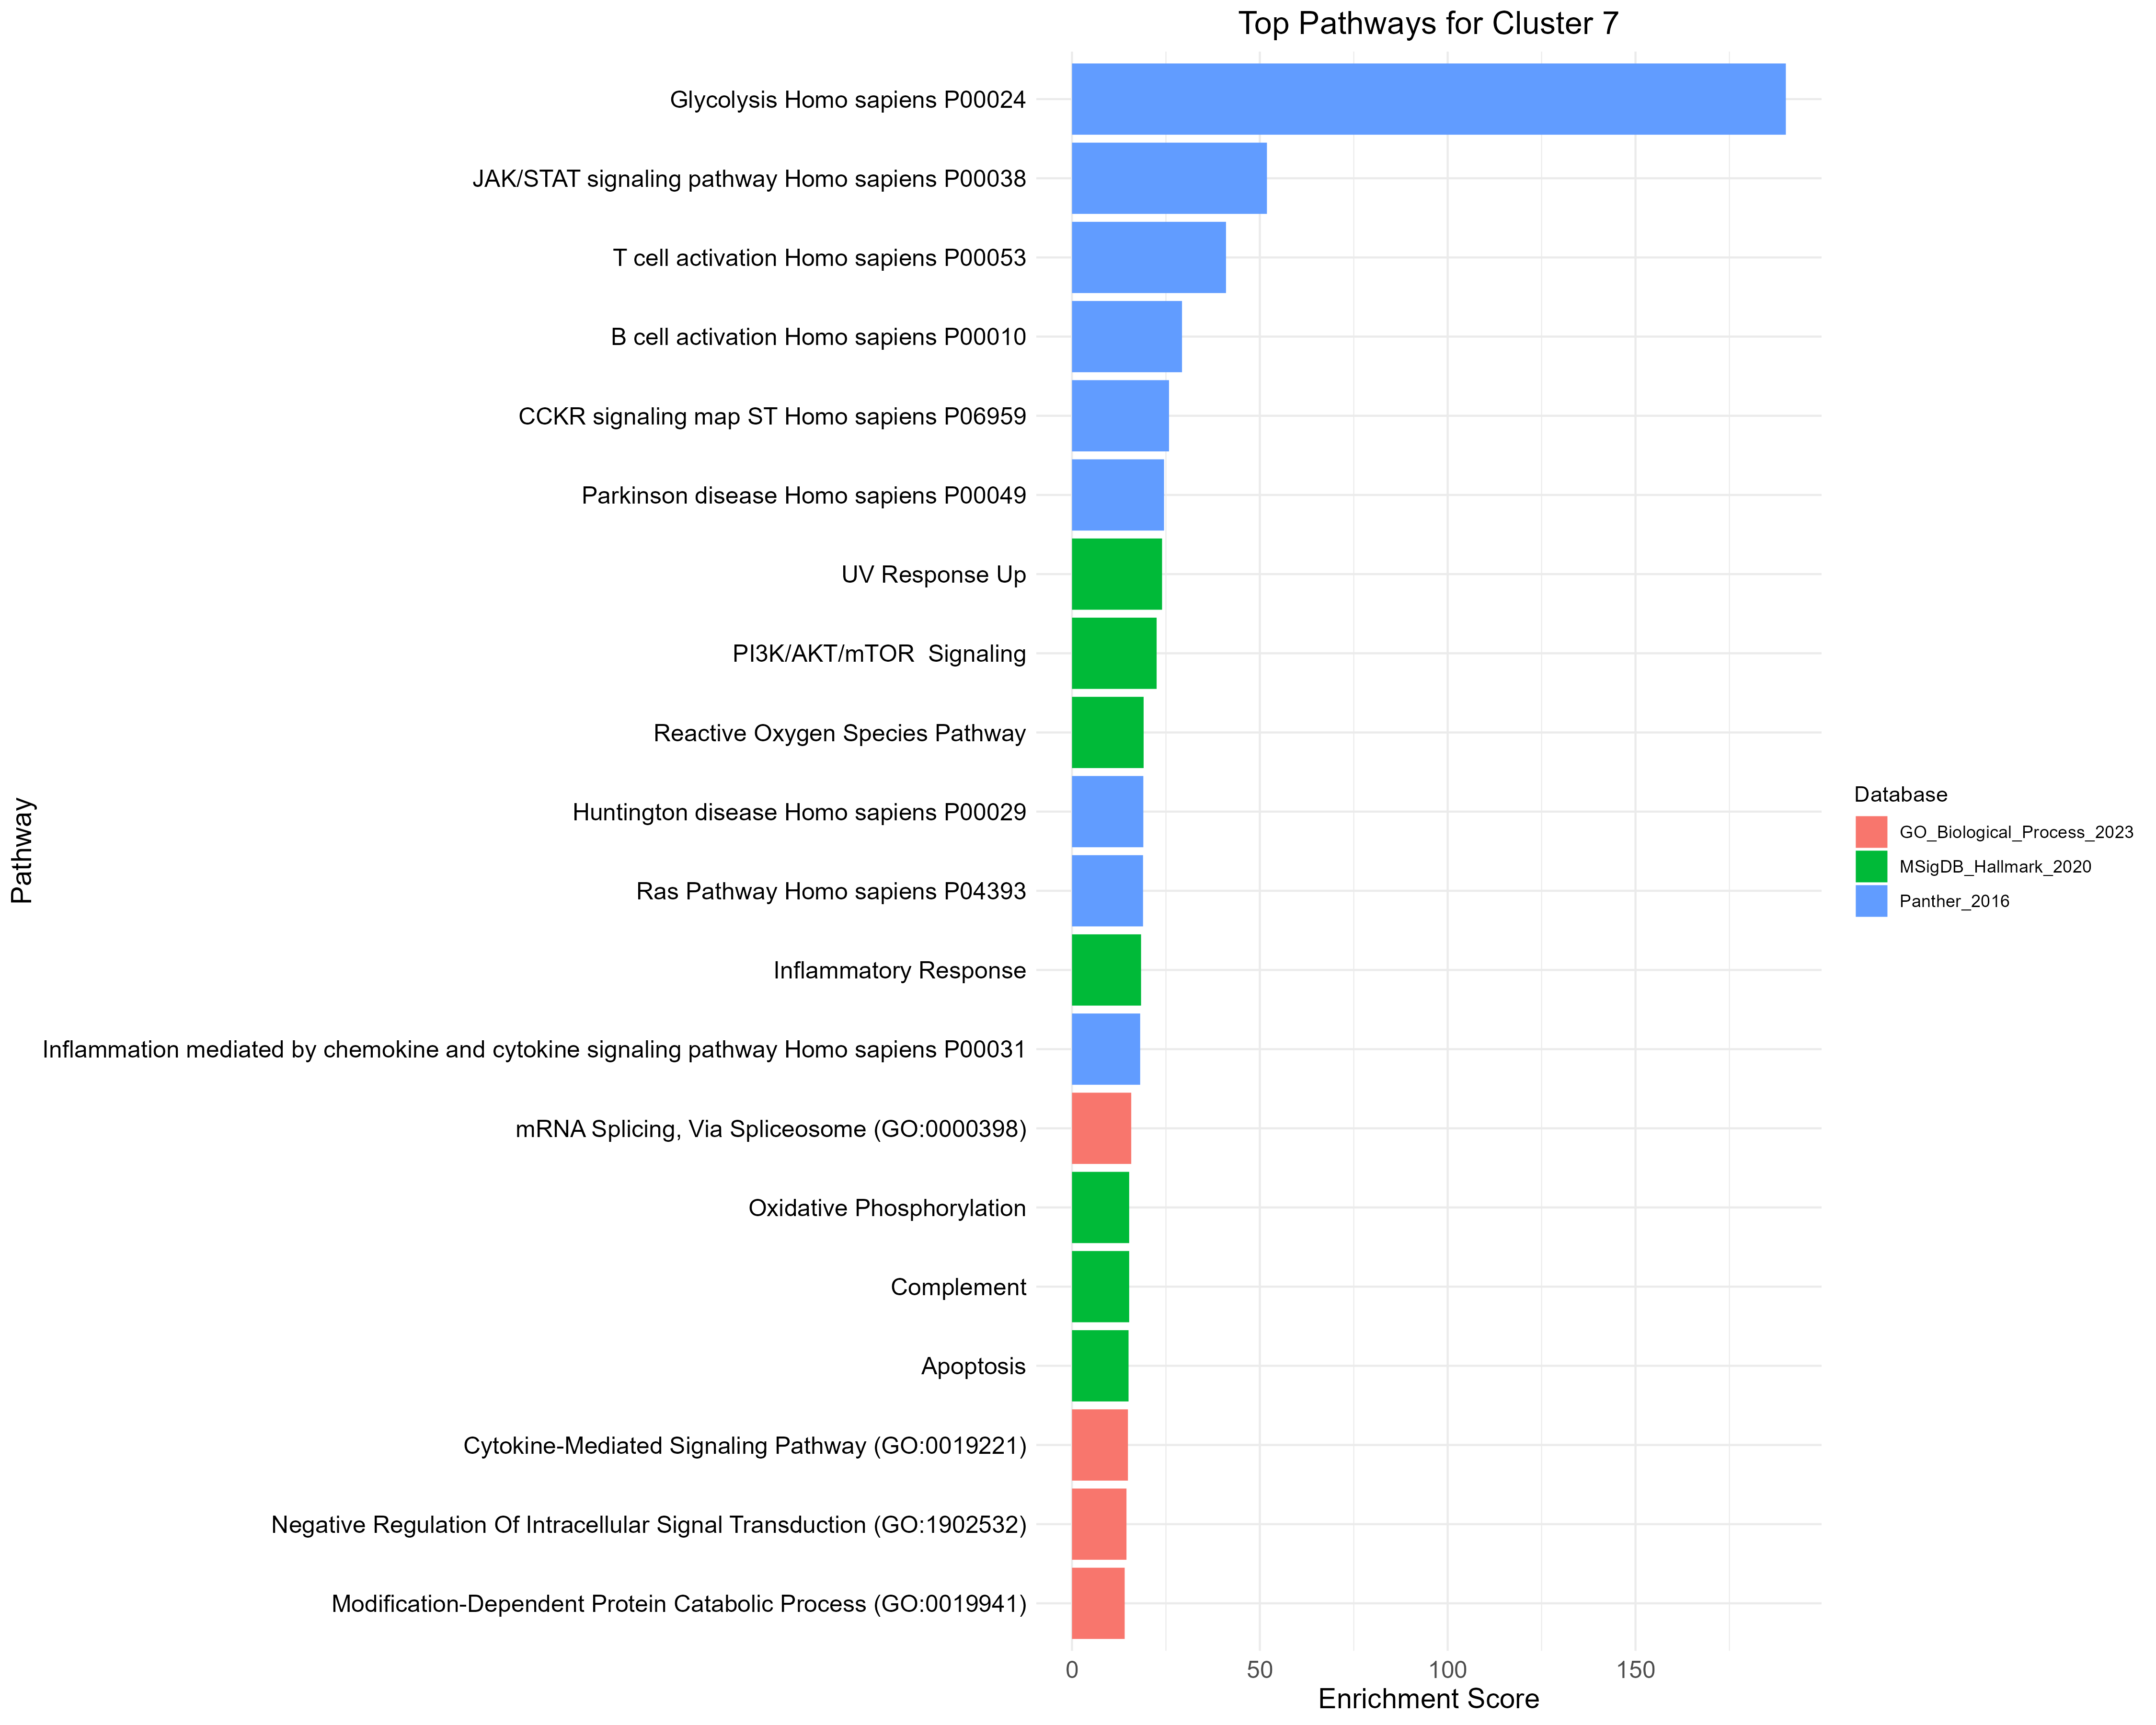 Top Pathways for Cluster 7
Pathway
Glycolysis Homo sapiens P00024
JAK/STAT signaling pathway Homo sapiens P00038
T cell activation Homo sapiens P00053
B cell activation Homo sapiens P00010
CCKR signaling map ST Homo sapiens P06959
Parkinson disease Homo sapiens P00049
UV Response Up
PI3K/AKT/mTOR  Signaling
Reactive Oxygen Species Pathway
Huntington disease Homo sapiens P00029
Ras Pathway Homo sapiens P04393
Inflammatory Response
Inflammation mediated by chemokine and cytokine signaling pathway Homo sapiens P00031
mRNA Splicing, Via Spliceosome (GO:0000398)
Oxidative Phosphorylation
Complement
Apoptosis
Cytokine-Mediated Signaling Pathway (GO:0019221)
Negative Regulation Of Intracellular Signal Transduction (GO:1902532)
Modification-Dependent Protein Catabolic Process (GO:0019941)
0 50 100 150
Enrichment Score
Database
GO_Biological_Process_2023
MSigDB_Hallmark_2020
Panther_2016